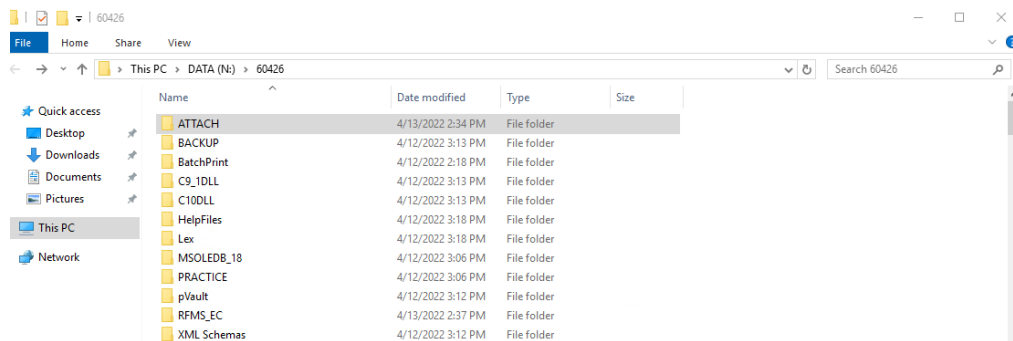 60426
File Home Share View
This PC > DATA (N:) > 60426
Search 60426
Name Date modified Type Size
Quick access
Desktop
Downloads
Documents
Pictures
This PC
Network
ATTACH 4/13/2022 2:34 PM File folder
BACKUP 4/12/2022 3:13 PM File folder
BatchPrint 4/12/2022 2:18 PM File folder
C9_1DLL 4/12/2022 3:13 PM File folder
C10DLL 4/12/2022 3:13 PM File folder
HelpFiles 4/12/2022 3:18 PM File folder
Lex 4/12/2022 3:18 PM File folder
MSOLEDB_18 4/12/2022 3:06 PM File folder
PRACTICE 4/12/2022 3:06 PM File folder
pVault 4/12/2022 3:12 PM File folder
RFMS_EC 4/13/2022 2:37 PM File folder
XML Schemas 4/12/2022 3:12 PM File folder